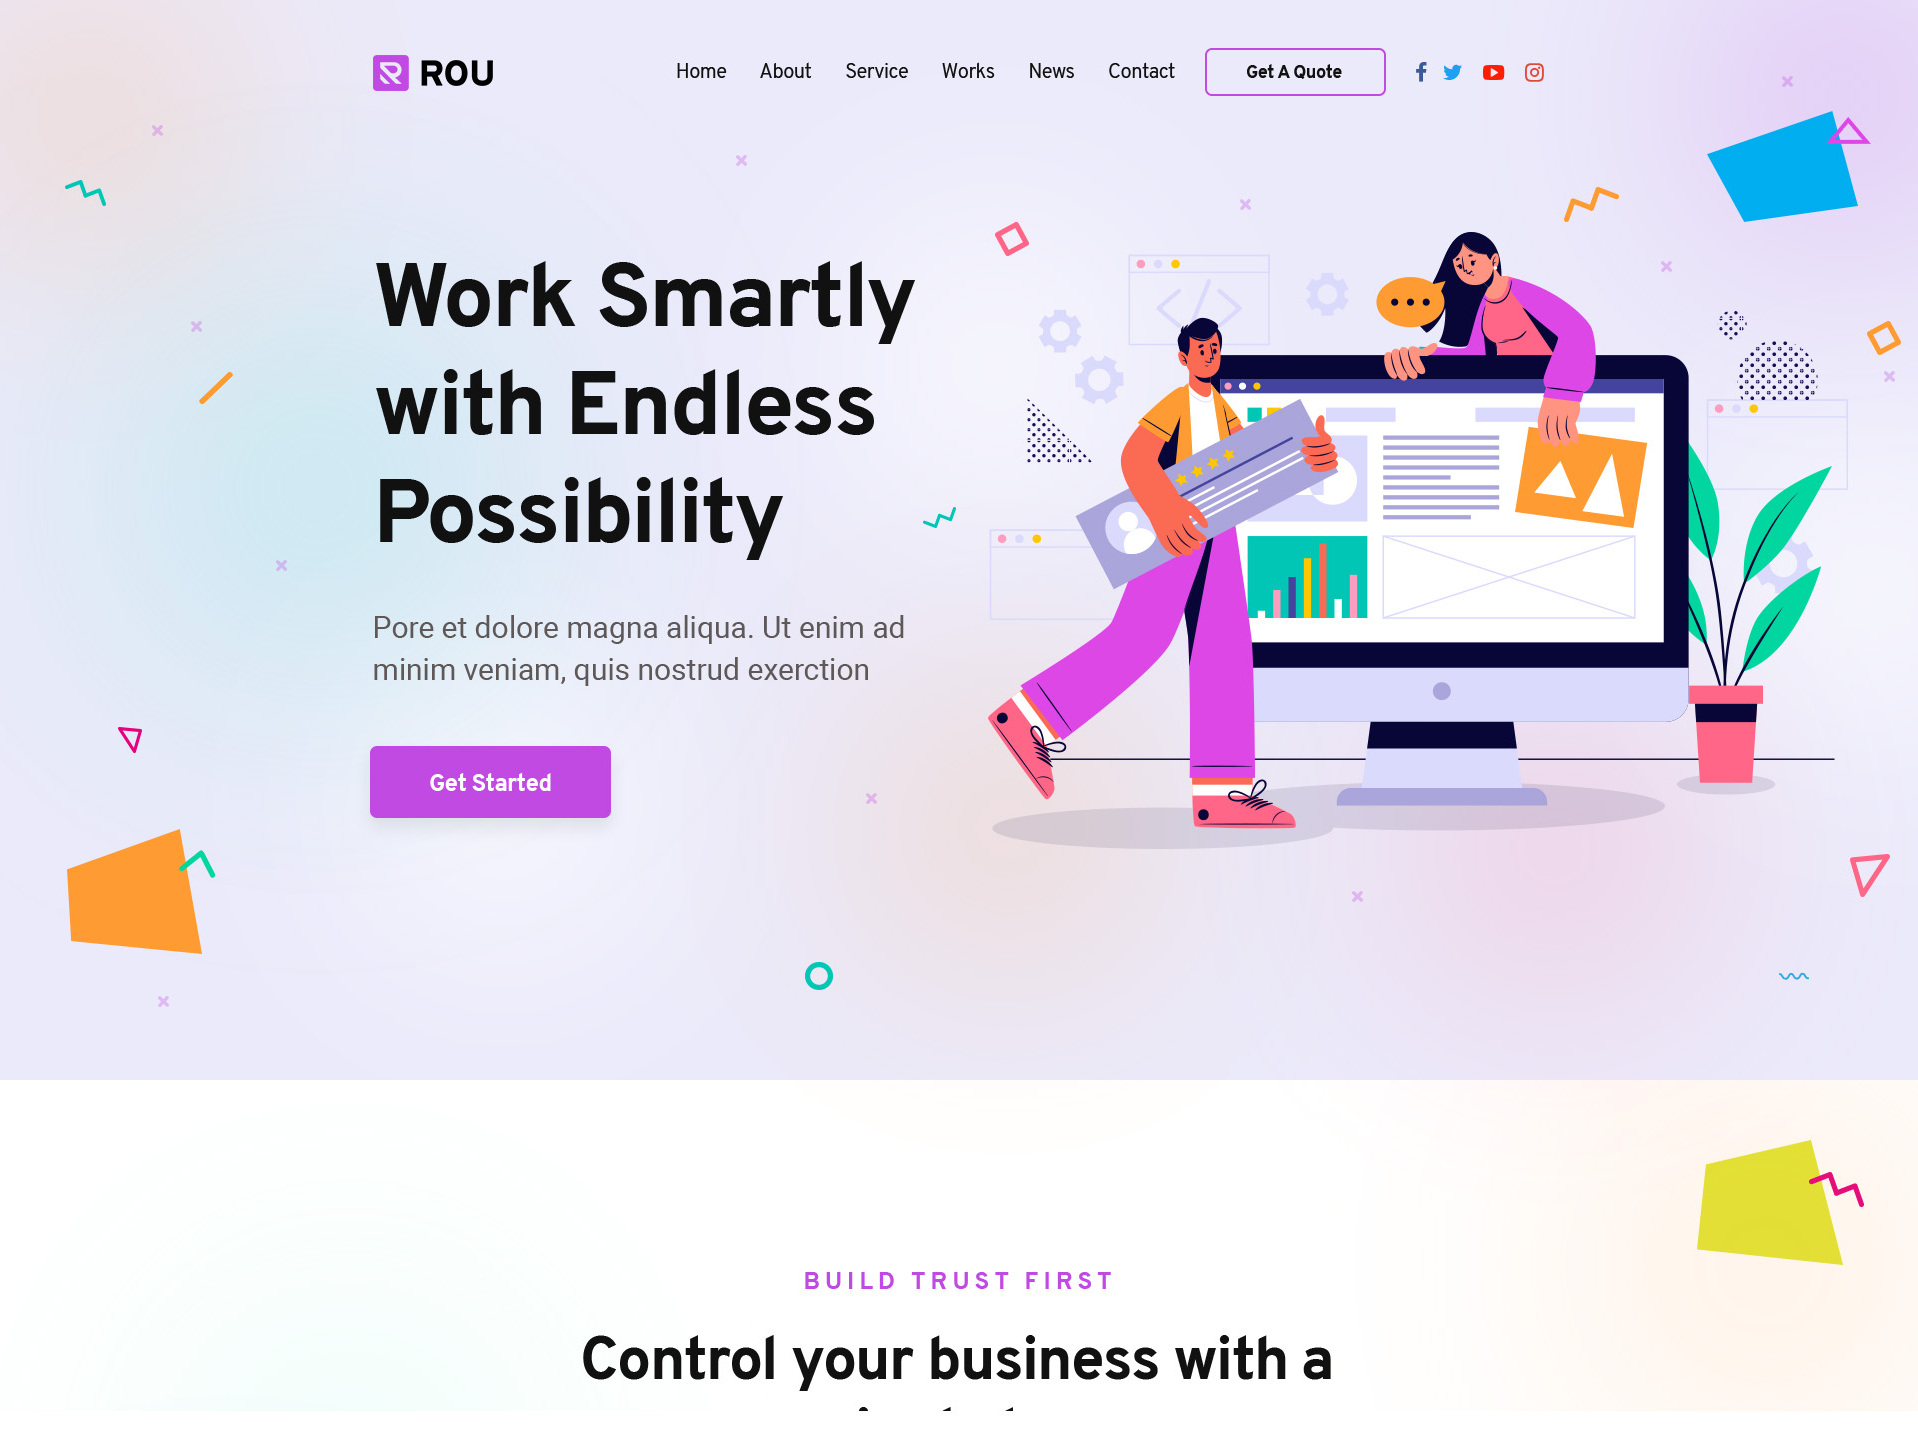 ROU
Home About Service Works News Contact Get A Quote
Work Smartly
with Endless
Possibility
Pore et dolore magna aliqua. Ut enim ad
minim veniam, quis nostrud exerction
Get Started
BUILD TRUST FIRST
Control your business with a